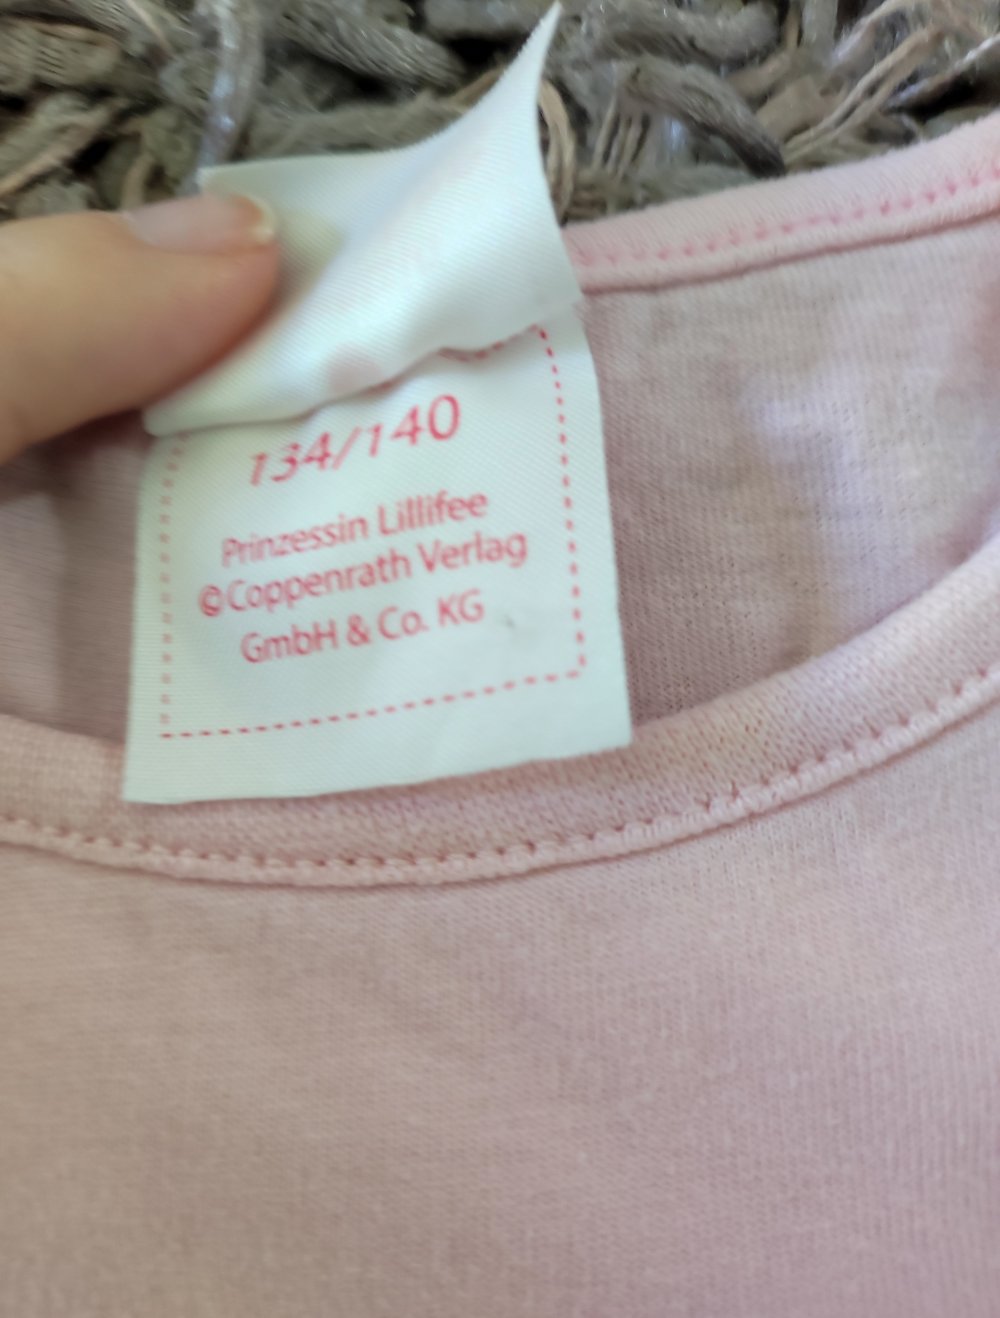 134/140
Prinzessin Lillifee
©Coppenrath Verlag
GmbH & Co. KG